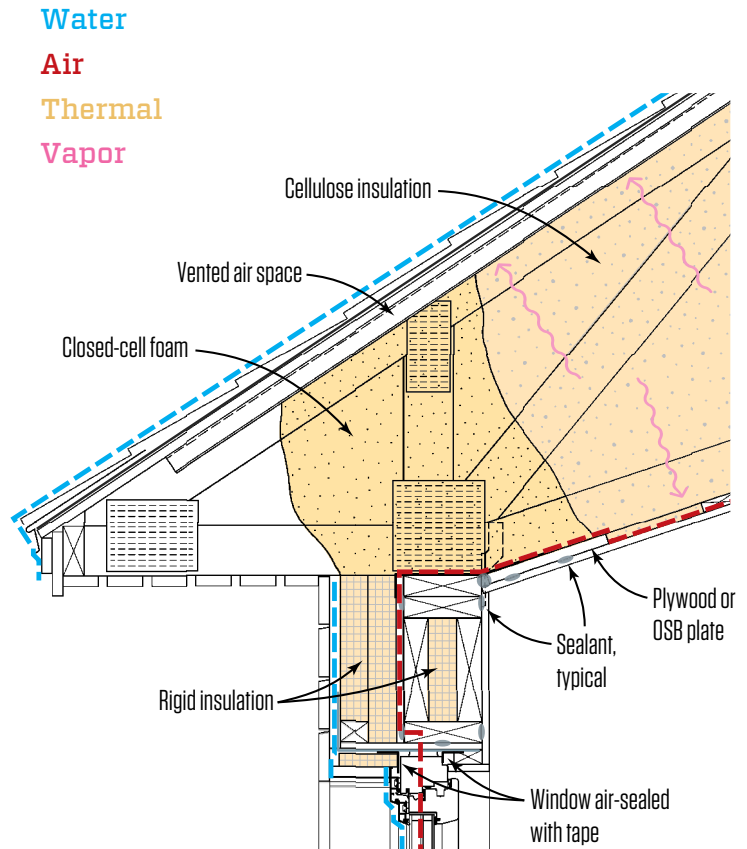 Water
Air
Thermal
Vapor
Cellulose insulation
Vented air space
Closed-cell foam
Plywood or
OSB plate
Sealant,
typical
Rigid insulation
Window air-sealed
with tape